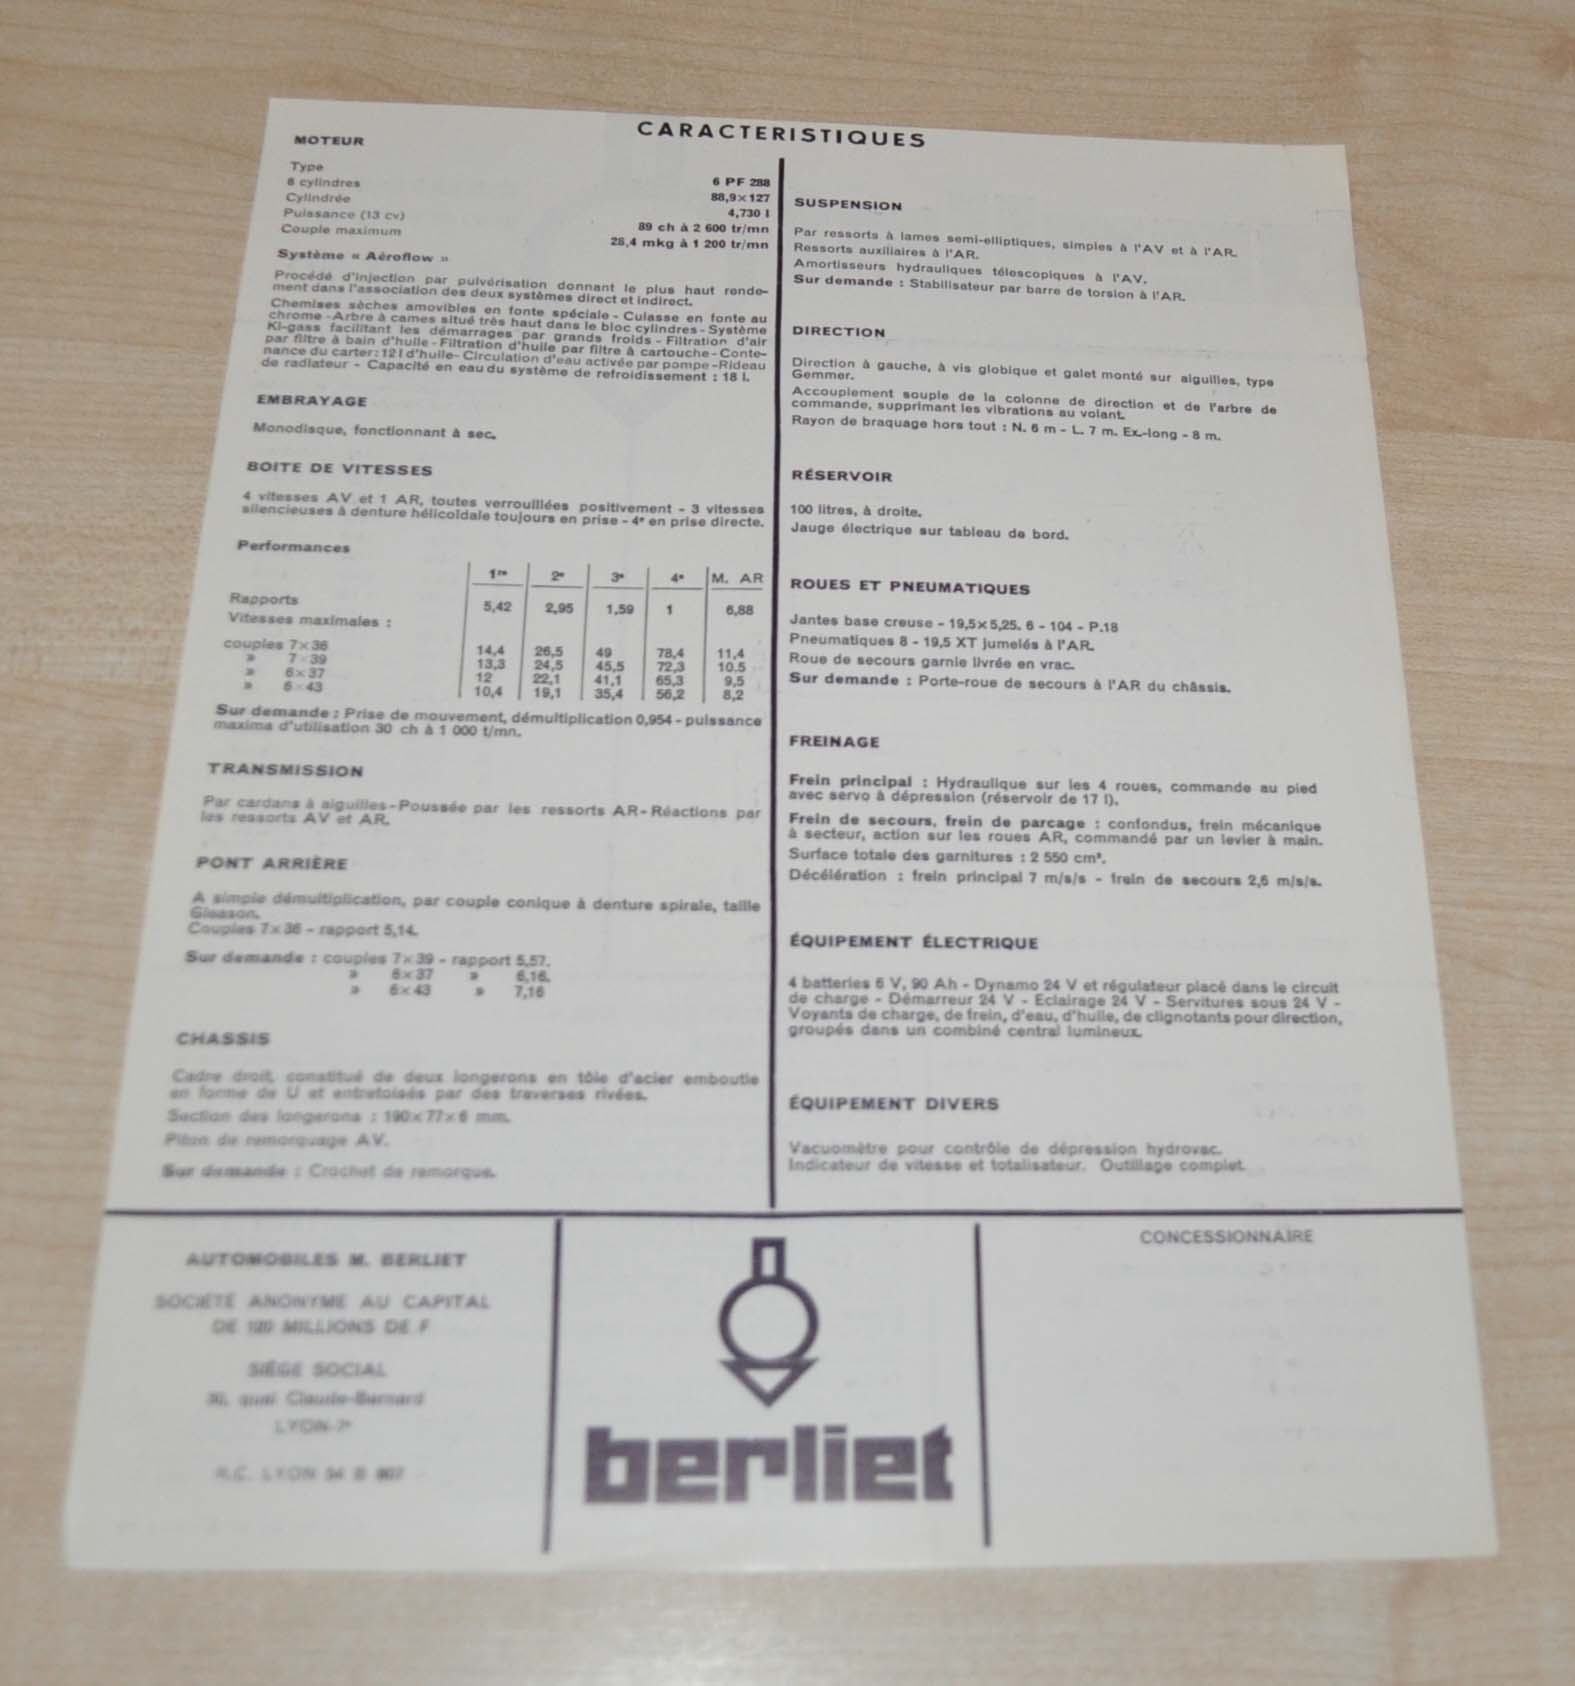 CARACTERISTIQUES
MOTEUR
Type 6 PF 288
6 cylindres 88,9×127
Cylindrée 4,730 l
Puissance (13 cv) 89 ch à 2 600 tr/mn
Couple maximum 28,4 mkg à 1 200 tr/mn
Système « Aéroflow »
Procédé d'injection par pulvérisation donnant le plus haut rende-
ment dans l'association des deux systèmes direct et indirect.
Chemises sèches amovibles en fonte spéciale - Culasse en fonte au
chrome - Arbre à cames situé très haut dans le bloc cylindres - Système
Ki-gass facilitant les démarrages par grands froids - Filtration d'air
par filtre à bain d'huile - Filtration d'huile par filtre à cartouche - Conte-
nance du carter: 12 l d'huile - Circulation d'eau activée par pompe - Rideau
de radiateur - Capacité en eau du système de refroidissement : 18 l.
EMBRAYAGE
Monodisque, fonctionnant à sec.
BOITE DE VITESSES
4 vitesses AV et 1 AR, toutes verrouillées positivement - 3 vitesses
silencieuses à denture hélicoïdale toujours en prise - 4e en prise directe.
Performances
1re 2e 3e 4e M. AR
Rapports 5,42 2,95 1,59 1 6,88
Vitesses maximales :
couples 7×36 14,4 26,5 49 78,4 11,4
» 7×39 13,3 24,5 45,5 72,3 10.5
» 6×37 12 22,1 41,1 65,3 9,5
» 6×43 10,4 19,1 35,4 56,2 8,2
Sur demande : Prise de mouvement, démultiplication 0,954 - puissance
maxima d'utilisation 30 ch à 1 000 t/mn.
TRANSMISSION
Par cardans à aiguilles - Poussée par les ressorts AR - Réactions par
les ressorts AV et AR.
PONT ARRIÈRE
A simple démultiplication, par couple conique à denture spirale, taille
Gleason.
Couples 7×36 - rapport 5,14.
Sur demande : couples 7×39 - rapport 5,57.
» 6×37 » 6,16.
» 6×43 » 7,16
CHASSIS
Cadre droit, constitué de deux longerons en tôle d'acier emboutie
en forme de U et entretoisés par des traverses rivées.
Section des longerons : 190×77×6 mm.
Piton de remorquage AV.
Sur demande : Crochet de remorque.
SUSPENSION
Par ressorts à lames semi-elliptiques, simples à l'AV et à l'AR.
Ressorts auxiliaires à l'AR.
Amortisseurs hydrauliques télescopiques à l'AV.
Sur demande : Stabilisateur par barre de torsion à l'AR.
DIRECTION
Direction à gauche, à vis globique et galet monté sur aiguilles, type
Gemmer.
Accouplement souple de la colonne de direction et de l'arbre de
commande, supprimant les vibrations au volant.
Rayon de braquage hors tout : N. 6 m - L. 7 m. Ex.-long - 8 m.
RÉSERVOIR
100 litres, à droite.
Jauge électrique sur tableau de bord.
ROUES ET PNEUMATIQUES
Jantes base creuse - 19,5×5,25. 6 - 104 - P.18
Pneumatiques 8 - 19,5 XT jumelés à l'AR.
Roue de secours garnie livrée en vrac.
Sur demande : Porte-roue de secours à l'AR du châssis.
FREINAGE
Frein principal : Hydraulique sur les 4 roues, commande au pied
avec servo à dépression (réservoir de 17 l).
Frein de secours, frein de parcage : confondus, frein mécanique
à secteur, action sur les roues AR, commandé par un levier à main.
Surface totale des garnitures : 2 550 cm².
Décélération : frein principal 7 m/s/s - frein de secours 2,6 m/s/s.
ÉQUIPEMENT ÉLECTRIQUE
4 batteries 6 V, 90 Ah - Dynamo 24 V et régulateur placé dans le circuit
de charge - Démarreur 24 V - Eclairage 24 V - Servitures sous 24 V -
Voyants de charge, de frein, d'eau, d'huile, de clignotants pour direction,
groupés dans un combiné central lumineux.
ÉQUIPEMENT DIVERS
Vacuomètre pour contrôle de dépression hydrovac.
Indicateur de vitesse et totalisateur. Outillage complet.
AUTOMOBILES M. BERLIET
SOCIÉTÉ ANONYME AU CAPITAL
DE 120 MILLIONS DE F
SIÈGE SOCIAL
quai Claude-Bernard
LYON-7e
R.C. LYON 54 B
berliet
CONCESSIONNAIRE